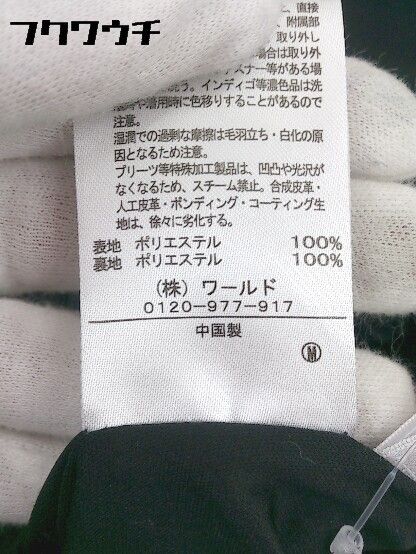 フクワウチ
、直接
附属部
取り外し
場合は取り外
スナー等がある場
う。インディゴ等濃色品は洗
着用時に色移りすることがあるので
注意。
湿潤での過剰な摩擦は毛羽立ち・白化の原
因となるため注意。
プリーツ等特殊加工製品は、凹凸や光沢が
なくなるため、スチーム禁止。合成皮革・
人工皮革・ボンディング・コーティング生
地は、徐々に劣化する。
表地 ポリエステル 100%
裏地 ポリエステル 100%
(株) ワールド
0120-977-917
中国製
M